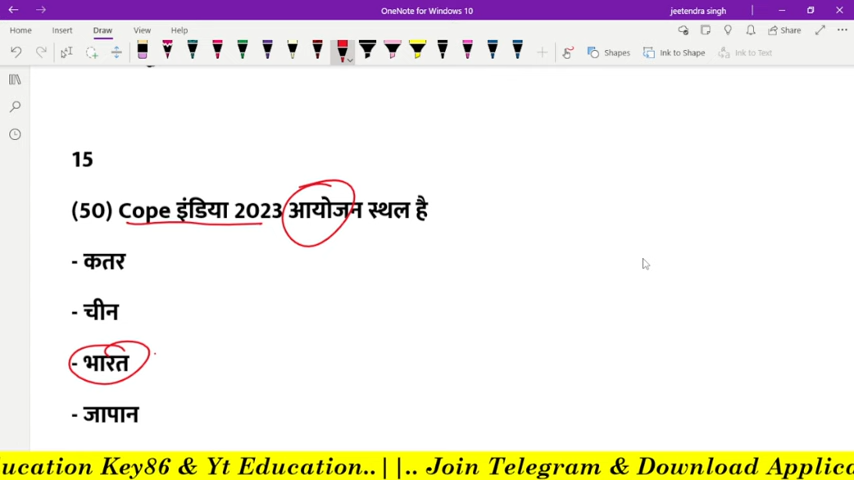 OneNote for Windows 10
jeetendra singh
Home Insert Draw View Help
Share
Shapes Ink to Shape Ink to Text
15
(50) Cope इंडिया 2023 आयोजन स्थल है
- कतर
- चीन
- भारत
- जापान
ucation Key86 & Yt Education..||.. Join Telegram & Download Applica